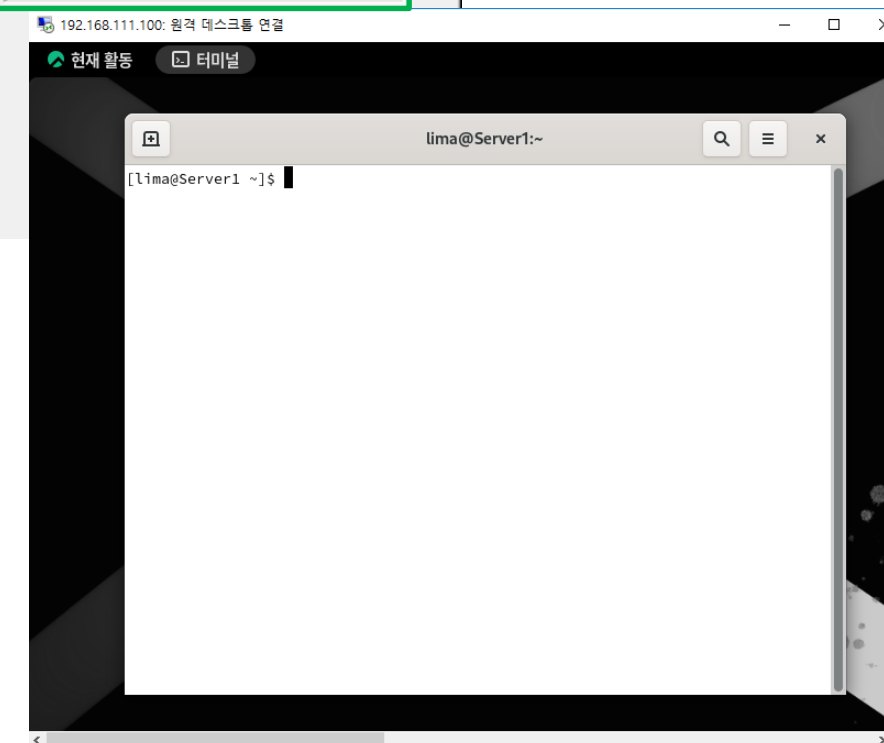 192.168.111.100: 원격 데스크톱 연결
현재 활동 터미널
lima@Server1:~
[lima@Server1 ~]$